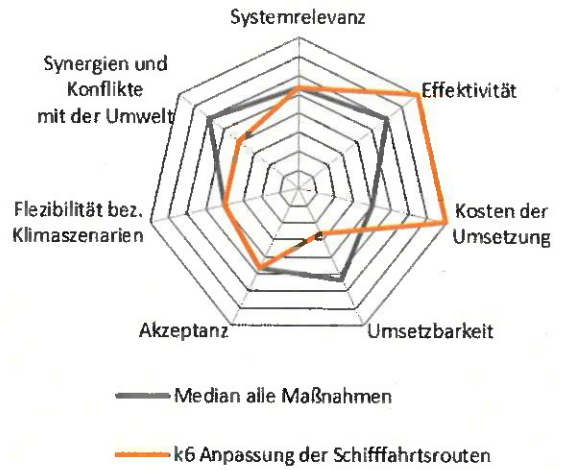 Systemrelevanz
Synergien und
Konflikte
mit der Umwelt
Effektivität
Flezibilität bez.
Klimaszenarien
Kosten der
Umsetzung
Akzeptanz
Umsetzbarkeit
Median alle Maßnahmen
k6 Anpassung der Schifffahrtsrouten